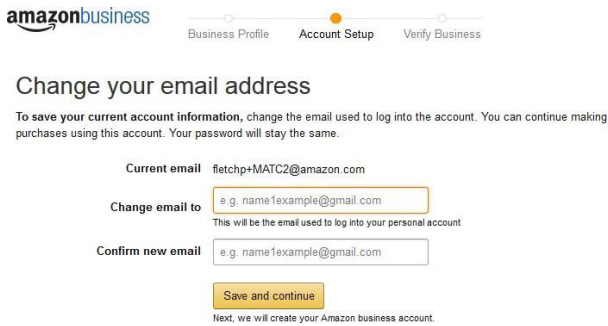 amazonbusiness
Business Profile Account Setup Verify Business
Change your email address
To save your current account information, change the email used to log into the account. You can continue making
purchases using this account. Your password will stay the same.
Current email fletchp+MATC2@amazon.com
Change email to e.g. name1example@gmail.com
This will be the email used to log into your personal account
Confirm new email e.g. name1example@gmail.com
Save and continue
Next, we will create your Amazon business account.